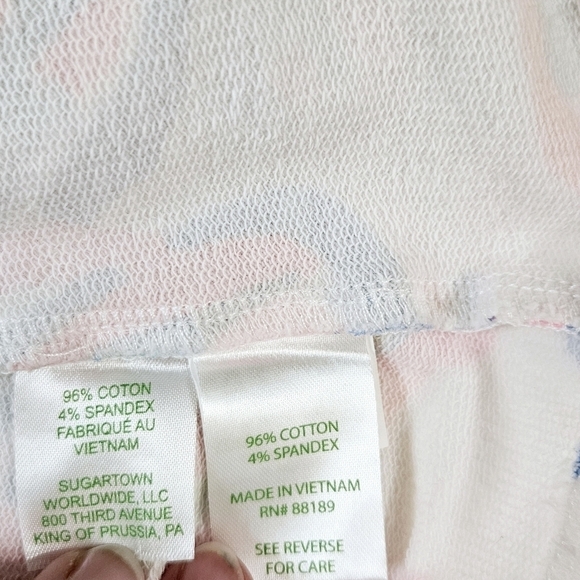 96% COTON
4% SPANDEX
FABRIQUÉ AU
VIETNAM
SUGARTOWN
WORLDWIDE, LLC
800 THIRD AVENUE
KING OF PRUSSIA, PA
96% COTTON
4% SPANDEX
MADE IN VIETNAM
RN# 88189
SEE REVERSE
FOR CARE